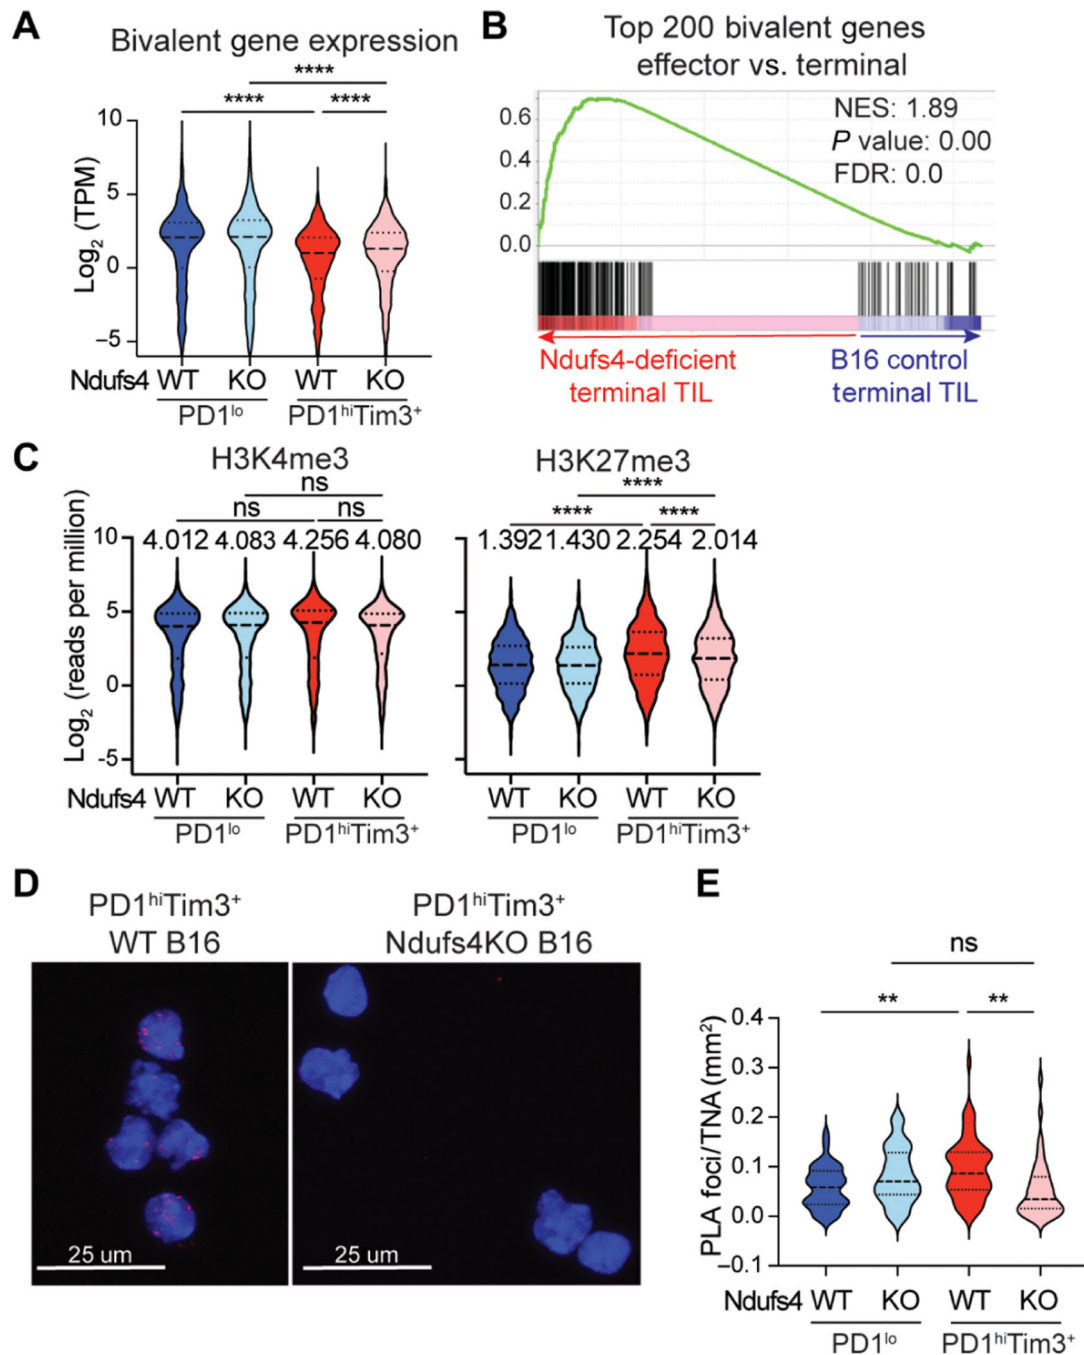 A
Bivalent gene expression
****
**** ****
10
5
0
–5
Log₂ (TPM)
Ndufs4 WT KO WT KO
PD1ˡᵒ PD1ʰⁱTim3⁺
B
Top 200 bivalent genes
effector vs. terminal
NES: 1.89
P value: 0.00
FDR: 0.0
0.6
0.4
0.2
0.0
Ndufs4-deficient
terminal TIL
B16 control
terminal TIL
C
H3K4me3
ns
ns ns
4.012 4.083 4.256 4.080
10
5
0
-5
Log₂ (reads per million)
Ndufs4 WT KO WT KO
PD1ˡᵒ PD1ʰⁱTim3⁺
H3K27me3
****
**** ****
1.392 1.430 2.254 2.014
WT KO WT KO
PD1ˡᵒ PD1ʰⁱTim3⁺
D
PD1ʰⁱTim3⁺
WT B16
25 um
PD1ʰⁱTim3⁺
Ndufs4KO B16
25 um
E
ns
** **
0.4
0.3
0.2
0.1
0.0
–0.1
PLA foci/TNA (mm²)
Ndufs4 WT KO WT KO
PD1ˡᵒ PD1ʰⁱTim3⁺